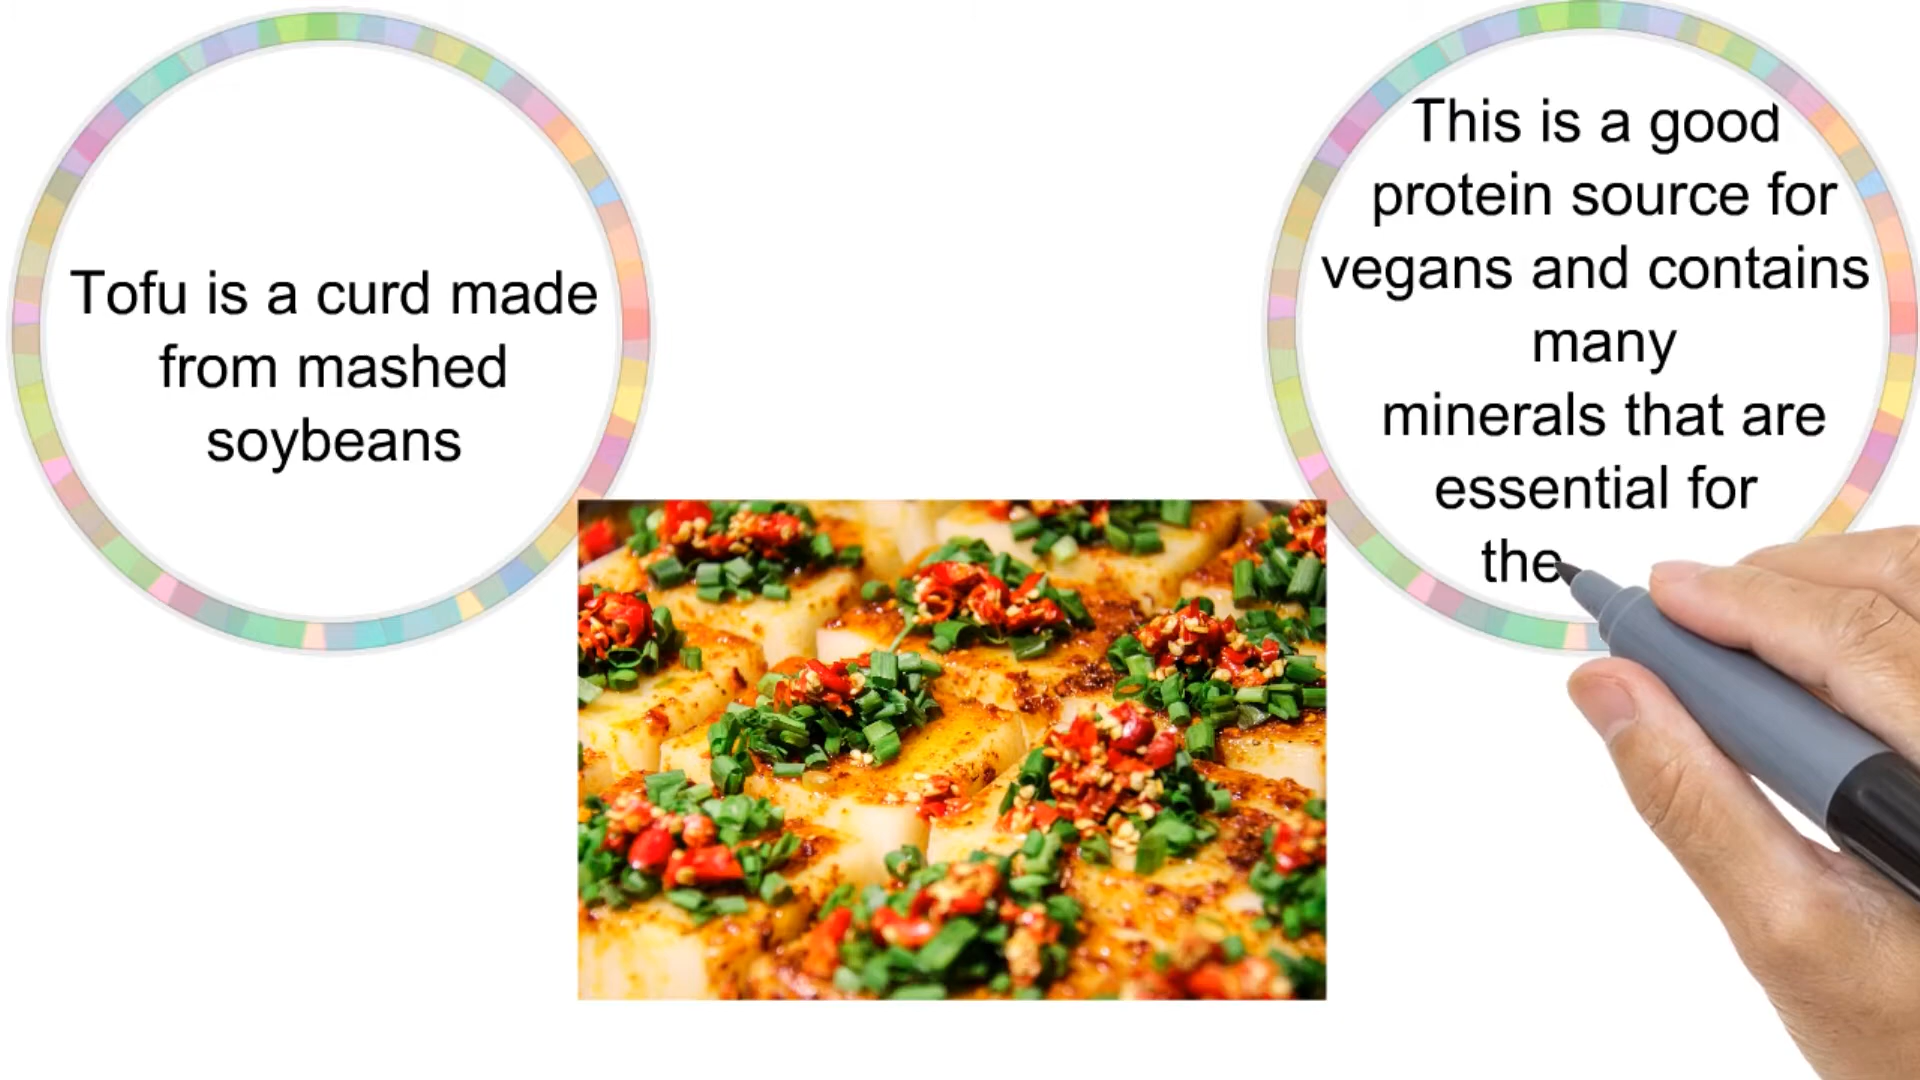 Tofu is a curd made
from mashed
soybeans
This is a good
protein source for
vegans and contains
many
minerals that are
essential for
the